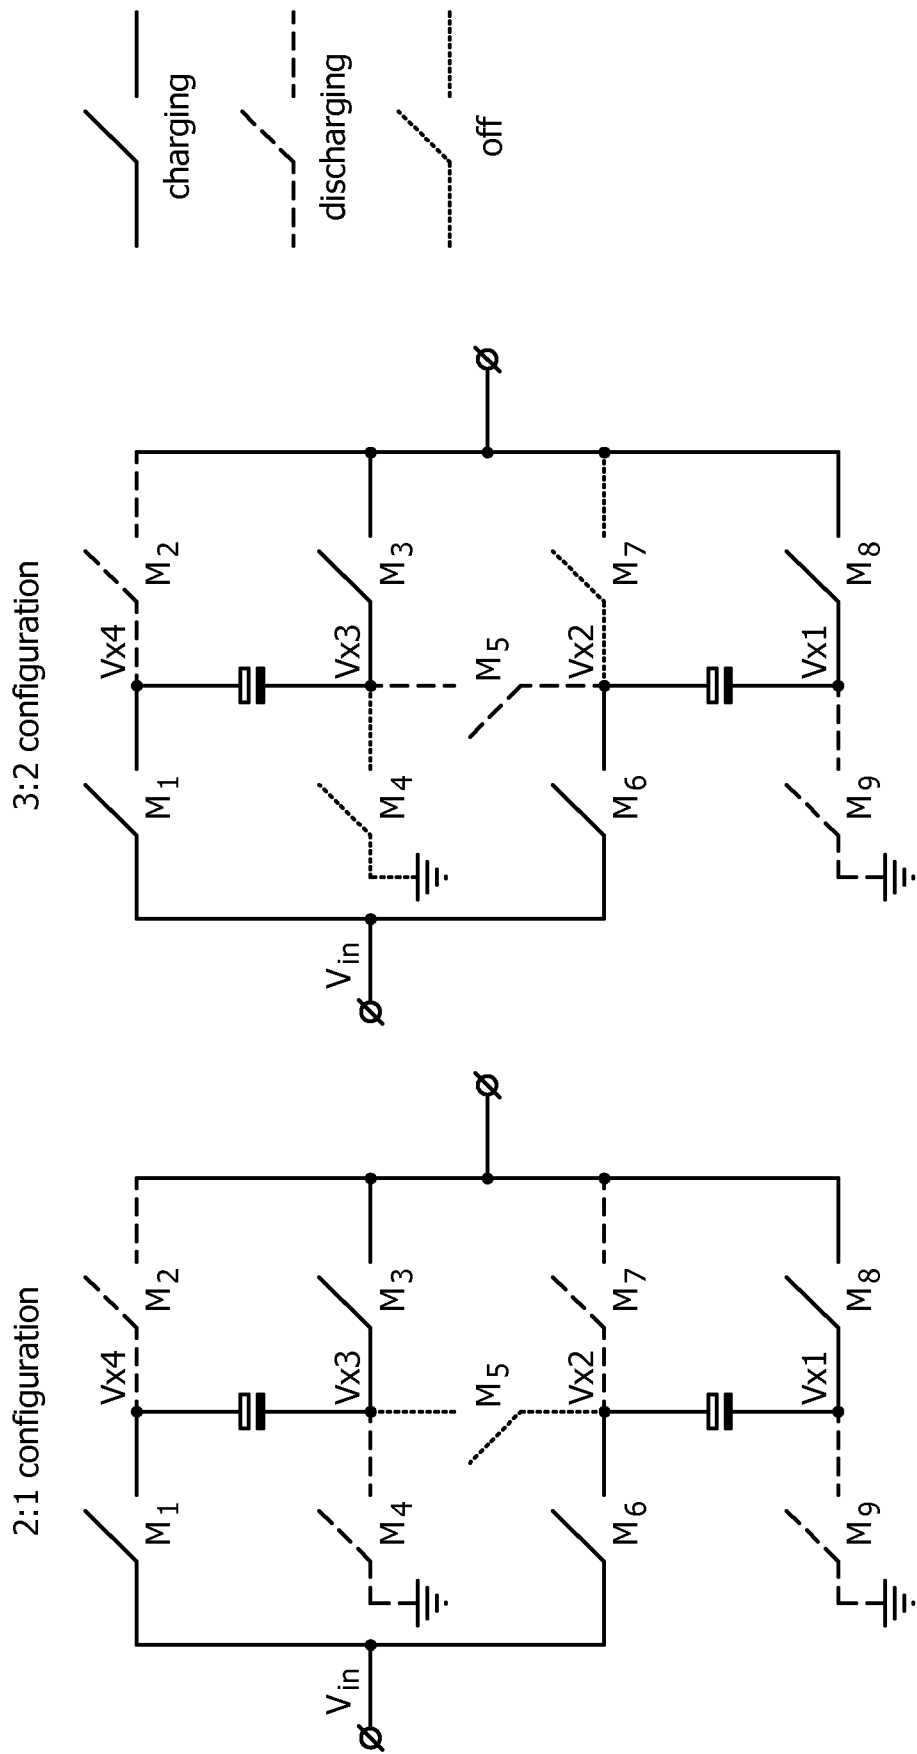 2:1 configuration
V_in
M_1
Vx4
M_2
M_4
Vx3
M_3
M_5
M_6
Vx2
M_7
M_9
Vx1
M_8
3:2 configuration
V_in
M_1
Vx4
M_2
M_4
Vx3
M_3
M_5
M_6
Vx2
M_7
M_9
Vx1
M_8
charging
discharging
off